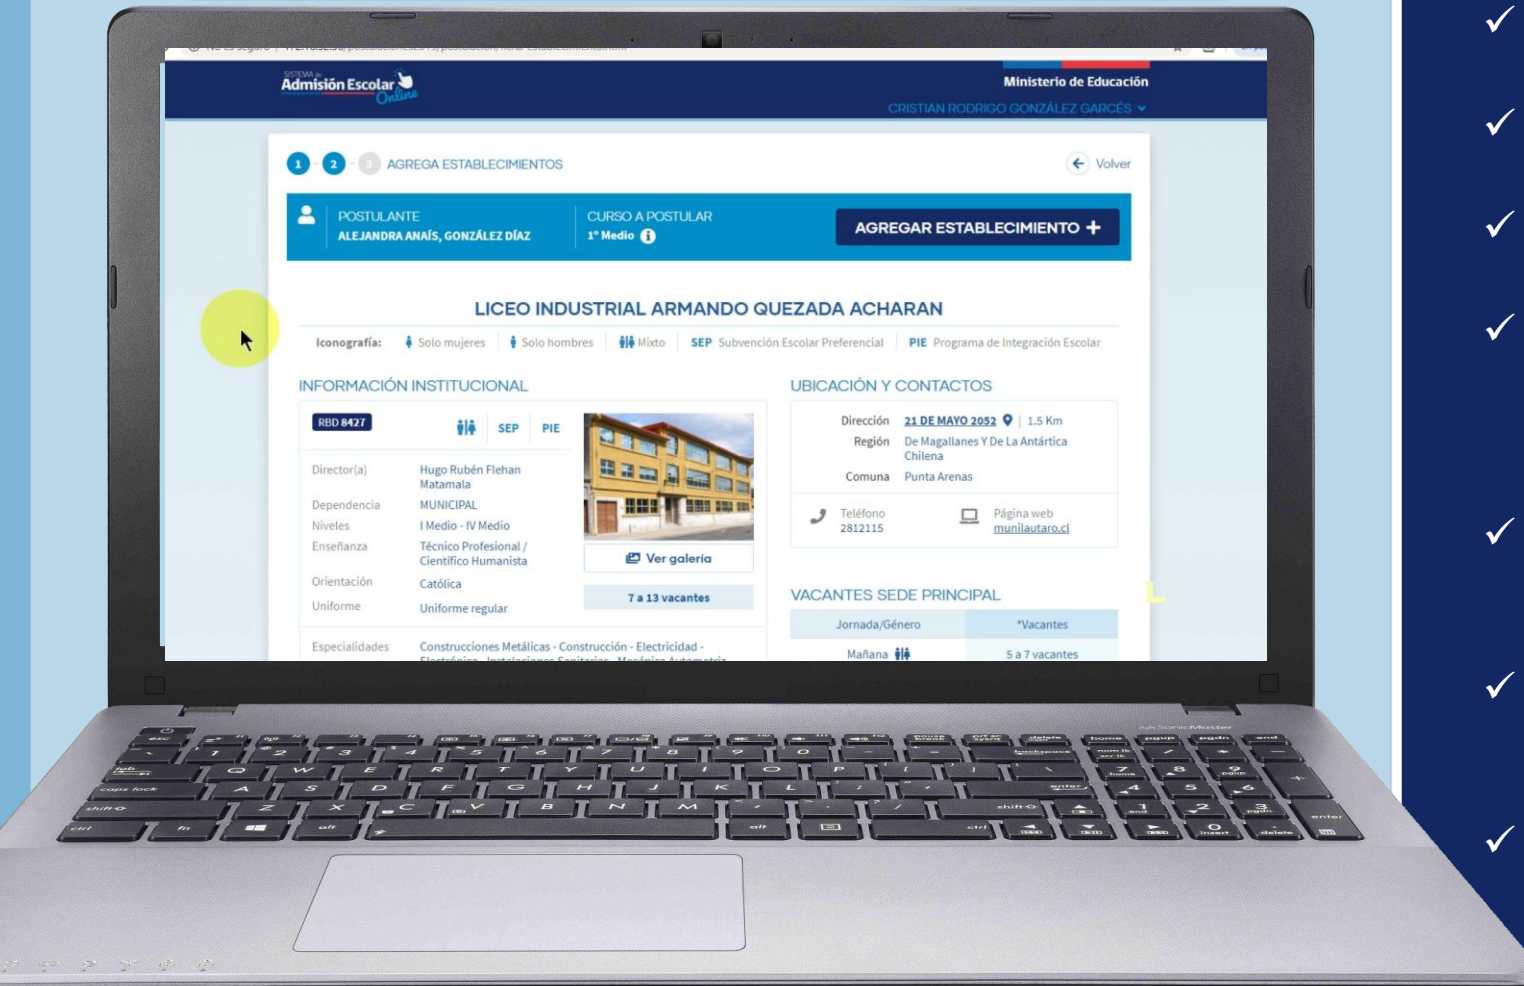 SISTEMA de
Admisión Escolar
Online
Ministerio de Educación
CRISTIAN RODRIGO GONZÁLEZ GARCÉS
1 - 2 - 3 AGREGA ESTABLECIMIENTOS
Volver
POSTULANTE
ALEJANDRA ANAÍS, GONZÁLEZ DÍAZ
CURSO A POSTULAR
1º Medio
AGREGAR ESTABLECIMIENTO +
LICEO INDUSTRIAL ARMANDO QUEZADA ACHARAN
Iconografía: Solo mujeres Solo hombres Mixto SEP Subvención Escolar Preferencial PIE Programa de Integración Escolar
INFORMACIÓN INSTITUCIONAL
RBD 8427
SEP PIE
Director(a) Hugo Rubén Flehan
Matamala
Dependencia MUNICIPAL
Niveles I Medio - IV Medio
Enseñanza Técnico Profesional /
Científico Humanista
Orientación Católica
Uniforme Uniforme regular
Ver galería
7 a 13 vacantes
Especialidades Construcciones Metálicas - Construcción - Electricidad -
UBICACIÓN Y CONTACTOS
Dirección 21 DE MAYO 2052 | 1.5 Km
Región De Magallanes Y De La Antártica
Chilena
Comuna Punta Arenas
Teléfono
2812115
Página web
munilautaro.cl
VACANTES SEDE PRINCIPAL
Jornada/Género *Vacantes
Mañana 5 a 7 vacantes